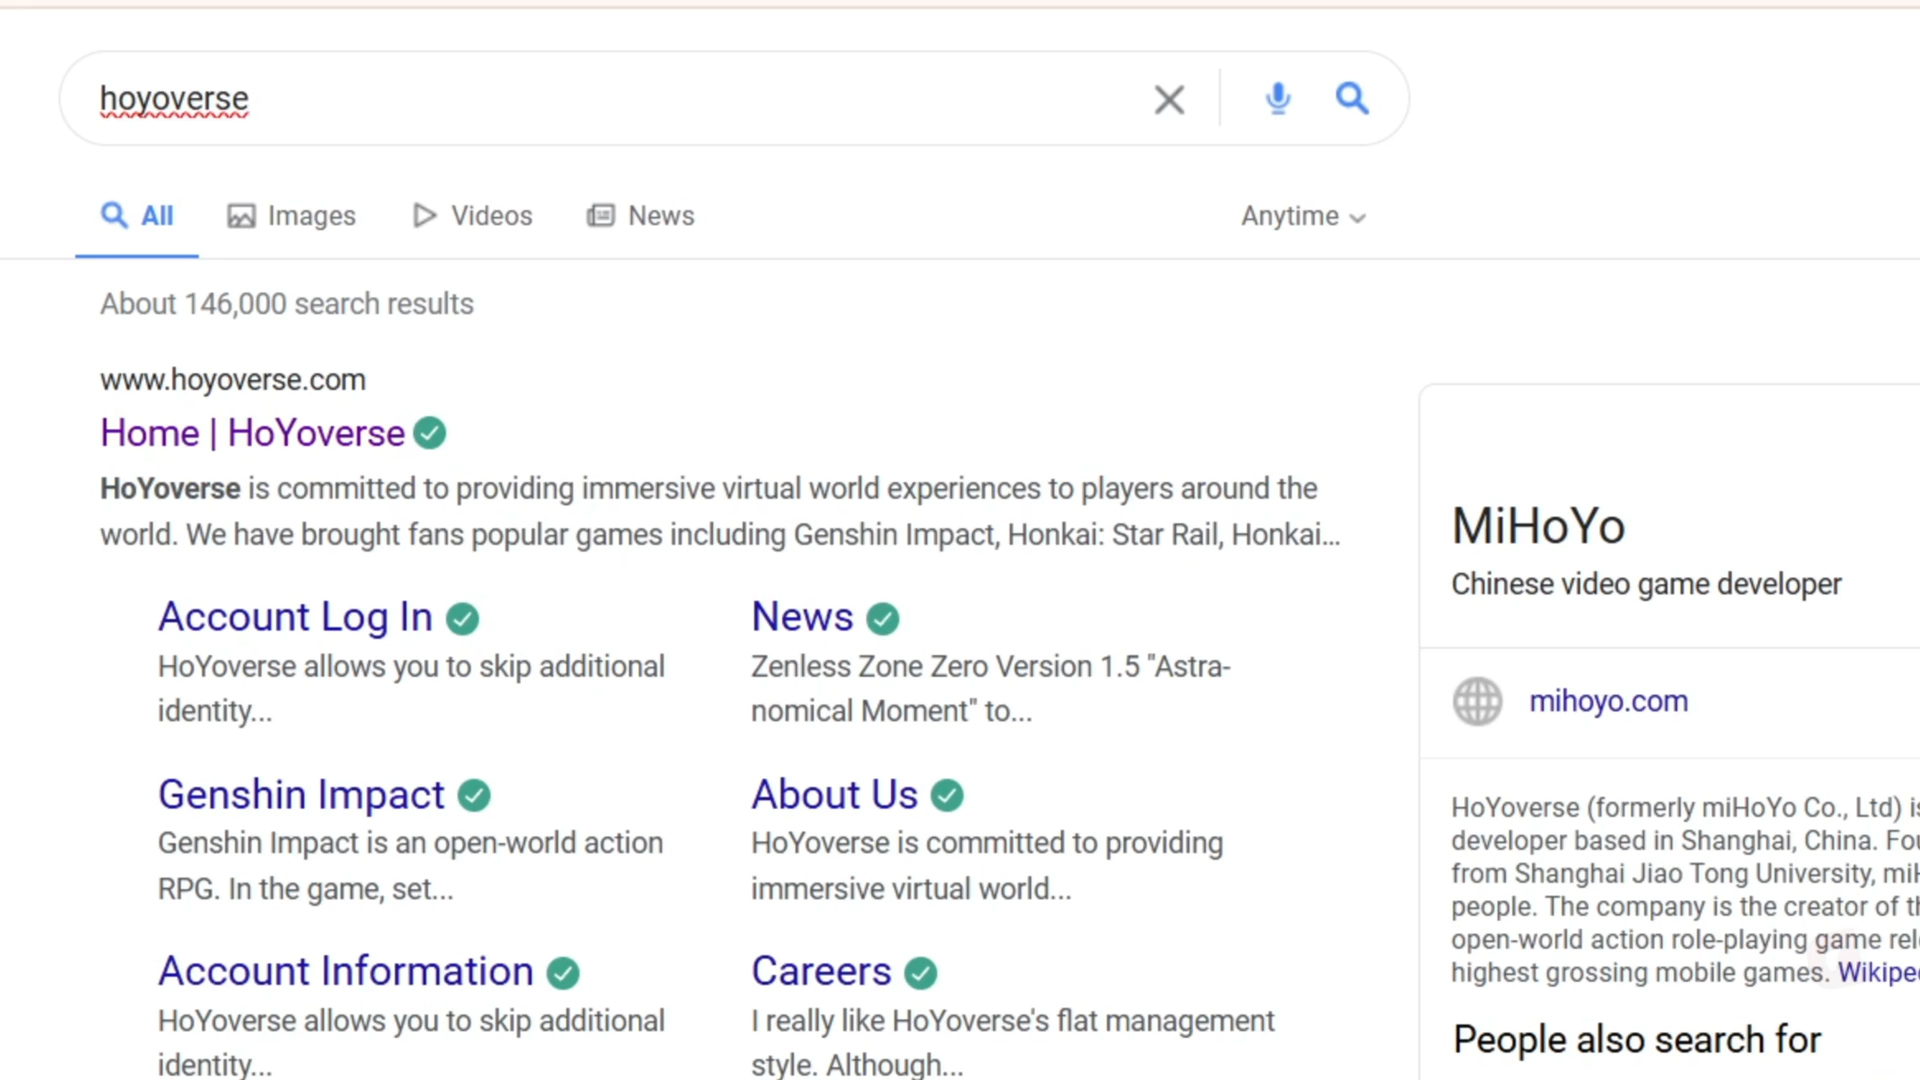 hoyoverse
All Images Videos News Anytime
About 146,000 search results
www.hoyoverse.com
Home | HoYoverse
HoYoverse is committed to providing immersive virtual world experiences to players around the
world. We have brought fans popular games including Genshin Impact, Honkai: Star Rail, Honkai...
Account Log In
HoYoverse allows you to skip additional
identity...
News
Zenless Zone Zero Version 1.5 "Astra-
nomical Moment" to...
Genshin Impact
Genshin Impact is an open-world action
RPG. In the game, set...
About Us
HoYoverse is committed to providing
immersive virtual world...
Account Information
HoYoverse allows you to skip additional
identity...
Careers
I really like HoYoverse's flat management
style. Although...
MiHoYo
Chinese video game developer
mihoyo.com
HoYoverse (formerly miHoYo Co., Ltd)
developer based in Shanghai, China.
from Shanghai Jiao Tong University,
people. The company is the creator of
open-world action role-playing game
highest grossing mobile games.
People also search for